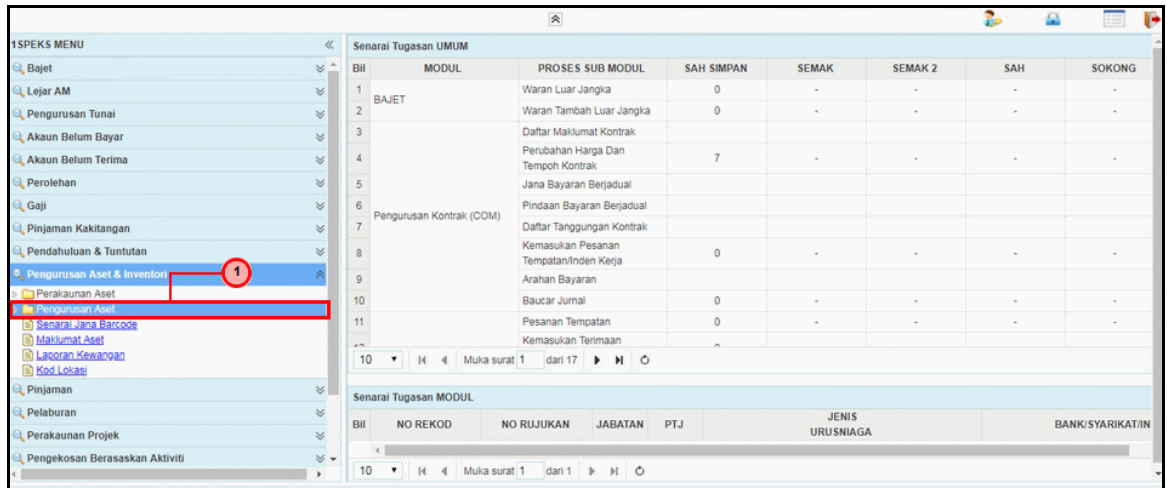 1SPEKS MENU
Bajet
Lejar AM
Pengurusan Tunai
Akaun Belum Bayar
Akaun Belum Terima
Perolehan
Gaji
Pinjaman Kakitangan
Pendahuluan & Tuntutan
Pengurusan Aset & Inventori
1
Perakaunan Aset
Pengurusan Aset
Senarai Jana Barcode
Maklumat Aset
Laporan Kewangan
Kod Lokasi
Pinjaman
Pelaburan
Perakaunan Projek
Pengekosan Berasaskan Aktiviti
Senarai Tugasan UMUM
Bil MODUL PROSES SUB MODUL SAH SIMPAN SEMAK SEMAK 2 SAH SOKONG
1 BAJET Waran Luar Jangka 0 - - - -
2 Waran Tambah Luar Jangka 0 - - - -
3 Pengurusan Kontrak (COM) Daftar Maklumat Kontrak
4 Perubahan Harga Dan
Tempoh Kontrak 7 - - - -
5 Jana Bayaran Berjadual
6 Pindaan Bayaran Berjadual
7 Daftar Tanggungan Kontrak
8 Kemasukan Pesanan
Tempatan/Inden Kerja 0 - - - -
9 Arahan Bayaran
10 Baucar Jurnal 0 - - - -
11 Pesanan Tempatan 0 - - - -
Kemasukan Terimaan
10 Muka surat 1 dari 17
Senarai Tugasan MODUL
Bil NO REKOD NO RUJUKAN JABATAN PTJ JENIS
URUSNIAGA BANK/SYARIKAT/IN
10 Muka surat 1 dari 1